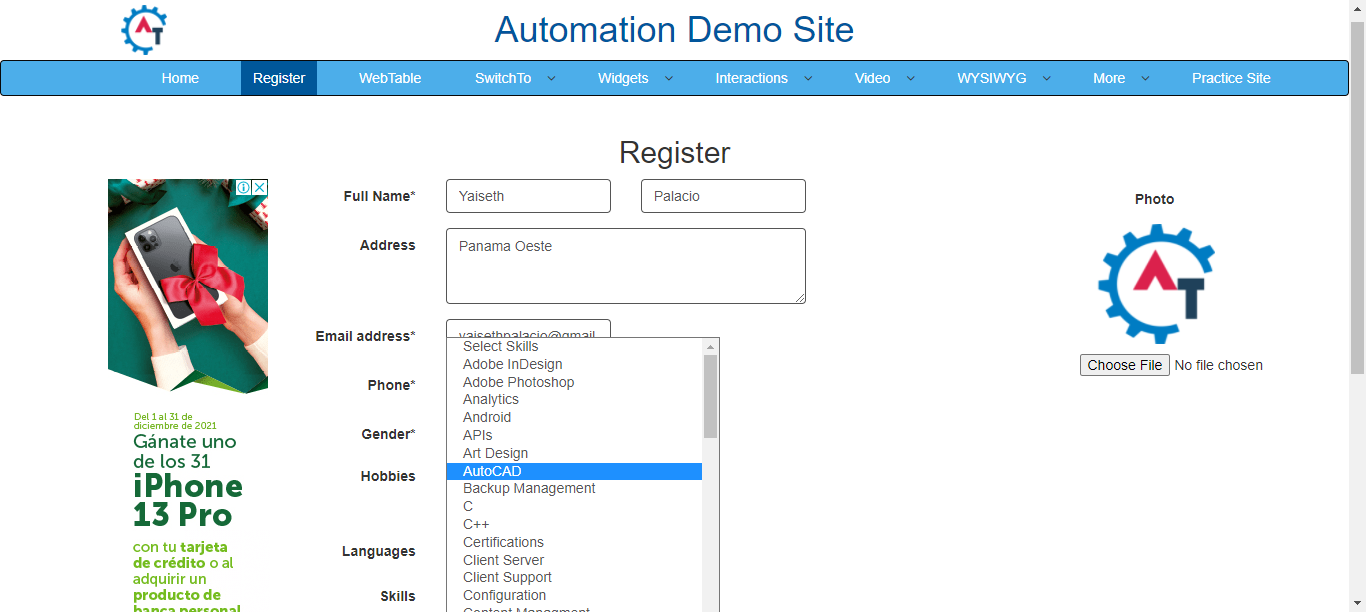 AT
Automation Demo Site
Home Register WebTable SwitchTo Widgets Interactions Video WYSIWYG More Practice Site
Register
Full Name* Yaiseth Palacio
Photo
Address Panama Oeste
AT
Email address* yaisethpalacio@gmail
Choose File No file chosen
Phone*
Gender*
Hobbies
Languages
Skills
Select Skills
Adobe InDesign
Adobe Photoshop
Analytics
Android
APIs
Art Design
AutoCAD
Backup Management
C
C++
Certifications
Client Server
Client Support
Configuration
Content Managment
Del 1 al 31 de
diciembre de 2021
Gánate uno
de los 31
iPhone
13 Pro
con tu tarjeta
de crédito o al
adquirir un
producto de
banca personal